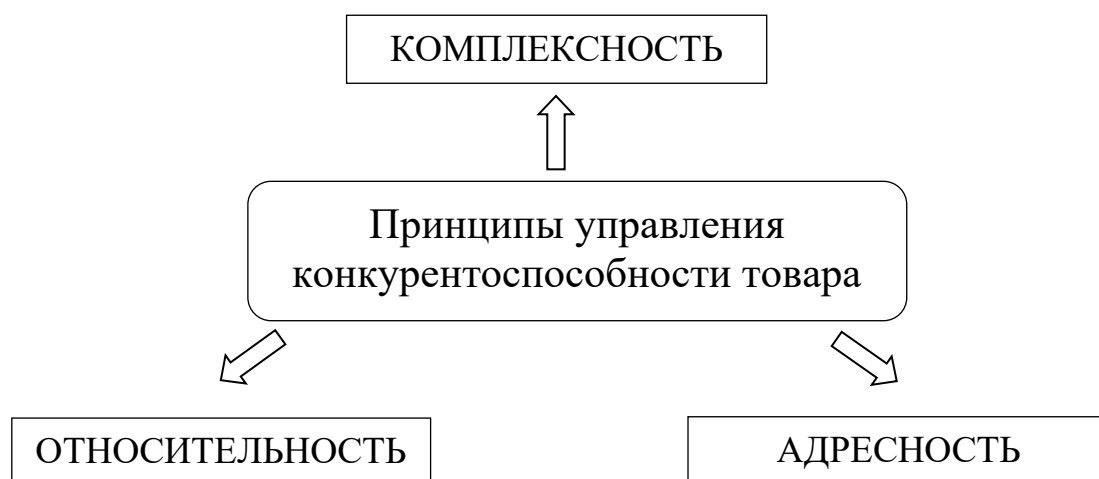 КОМПЛЕКСНОСТЬ
Принципы управления
конкурентоспособности товара
ОТНОСИТЕЛЬНОСТЬ
АДРЕСНОСТЬ